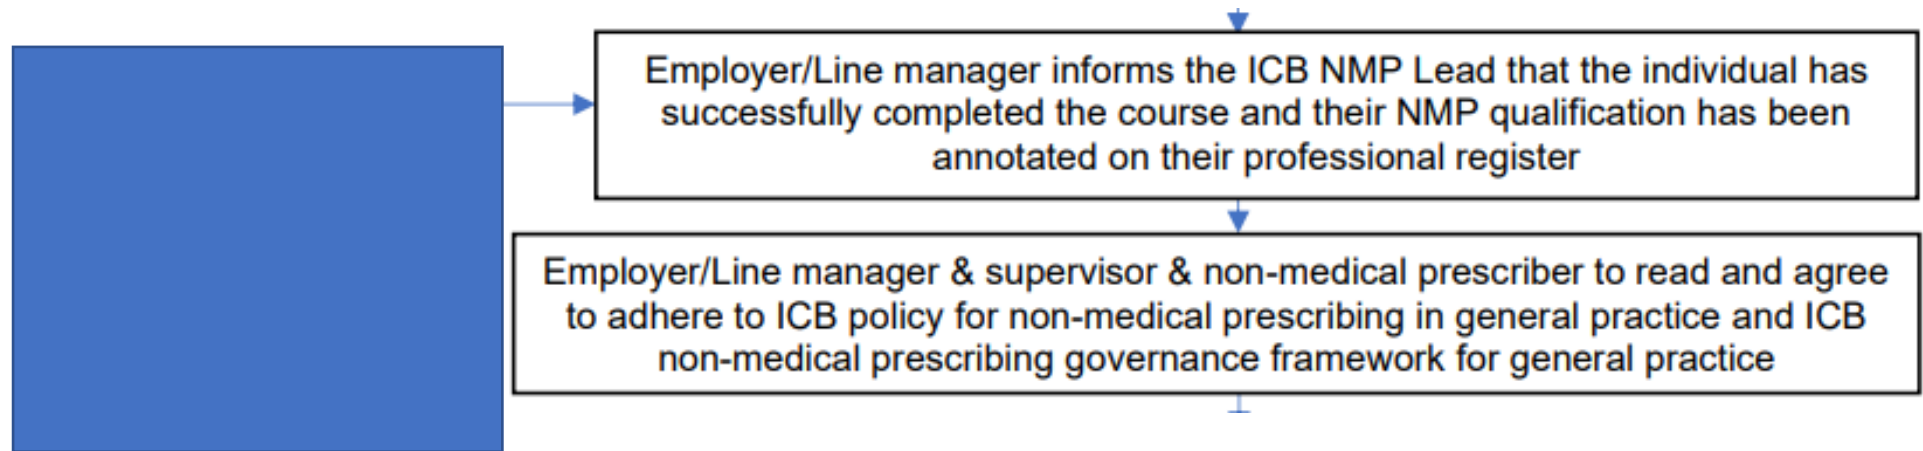 Employer/Line manager informs the ICB NMP Lead that the individual has
successfully completed the course and their NMP qualification has been
annotated on their professional register
Employer/Line manager & supervisor & non-medical prescriber to read and agree
to adhere to ICB policy for non-medical prescribing in general practice and ICB
non-medical prescribing governance framework for general practice